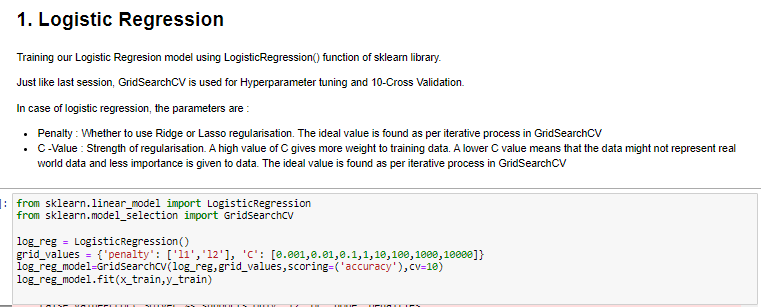 1. Logistic Regression
Training our Logistic Regresion model using LogisticRegression() function of sklearn library.
Just like last session, GridSearchCV is used for Hyperparameter tuning and 10-Cross Validation.
In case of logistic regression, the parameters are :
• Penalty : Whether to use Ridge or Lasso regularisation. The ideal value is found as per iterative process in GridSearchCV
• C -Value : Strength of regularisation. A high value of C gives more weight to training data. A lower C value means that the data might not represent real
world data and less importance is given to data. The ideal value is found as per iterative process in GridSearchCV
]: from sklearn.linear_model import LogisticRegression
from sklearn.model_selection import GridSearchCV
log_reg = LogisticRegression()
grid_values = {'penalty': ['l1','l2'], 'C': [0.001,0.01,0.1,1,10,100,1000,10000]}
log_reg_model=GridSearchCV(log_reg,grid_values,scoring=('accuracy'),cv=10)
log_reg_model.fit(x_train,y_train)